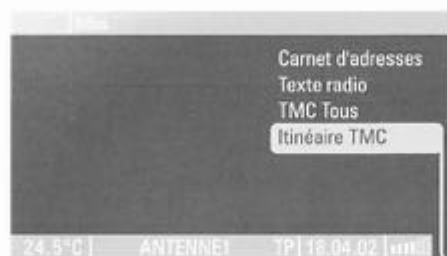 Carnet d'adresses
Texte radio
TMC Tous
Itinéaire TMC
24.5°C ANTENNE1 TP 18.04.02